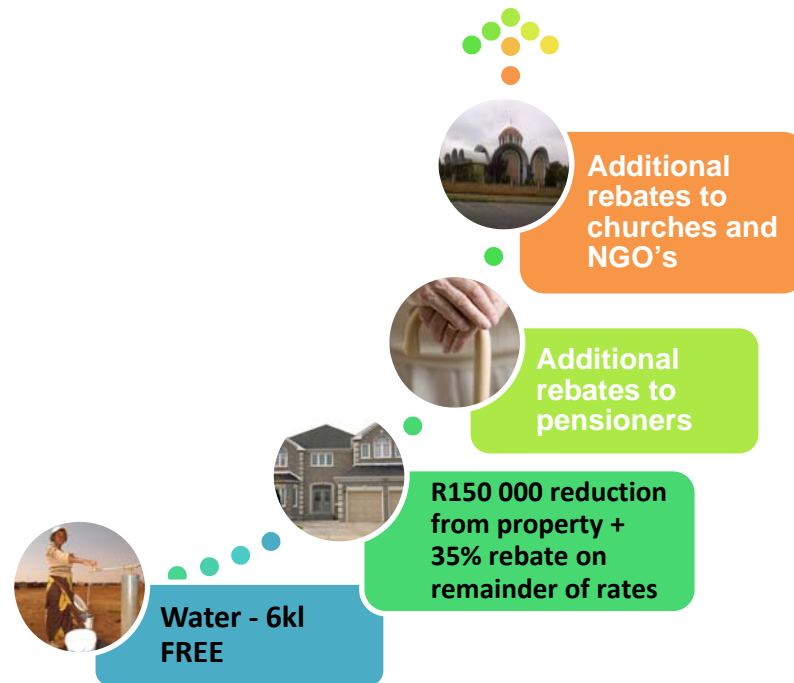 Additional
rebates to
churches and
NGO’s
Additional
rebates to
pensioners
R150 000 reduction
from property +
35% rebate on
remainder of rates
Water - 6kl
FREE